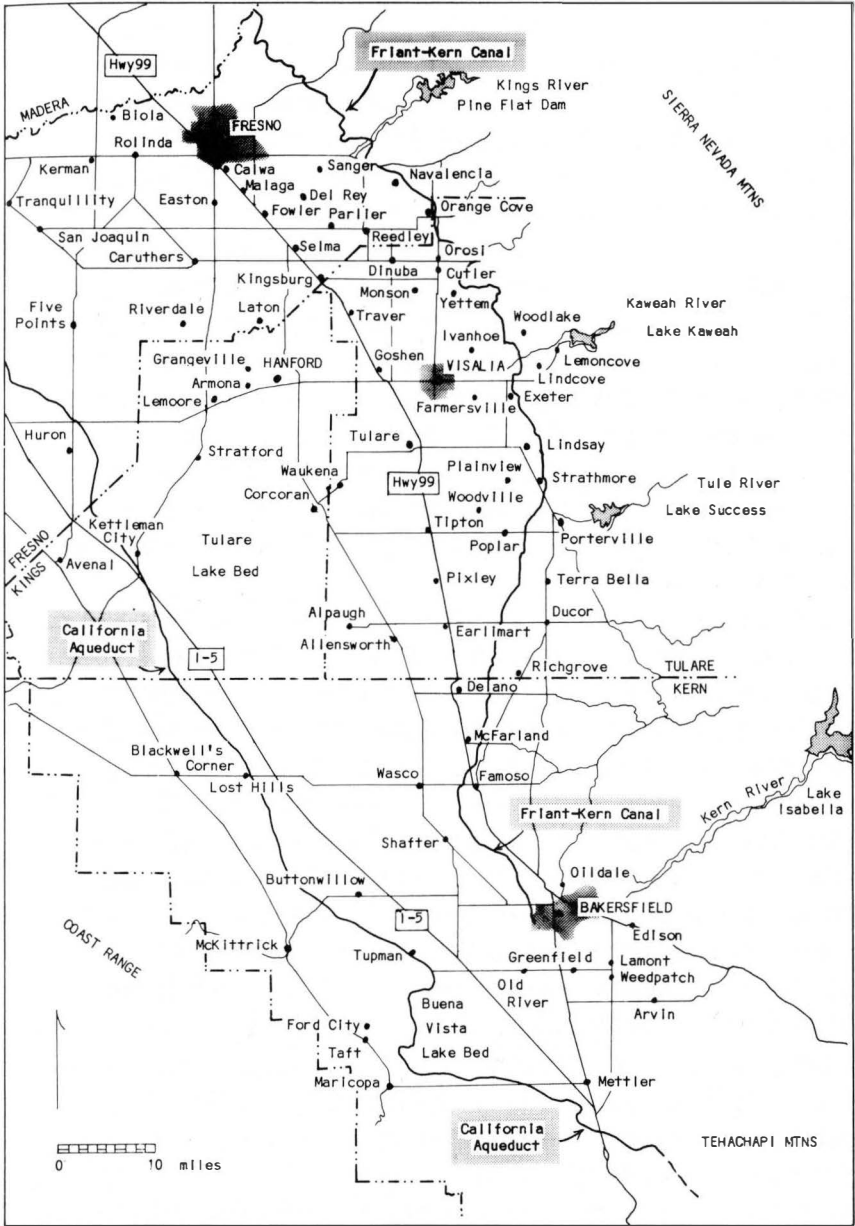 Friant-Kern Canal
Hwy99
Kings River
Pine Flat Dam
SIERRA NEVADA MTNS
MADERA
Biola
FRESNO
Rolinda
Kerman
Calwa
Sanger
Navalencia
Malaga
Tranquillity
Easton
Del Rey
Fowler
Parlier
Orange Cove
San Joaquin
Reedley
Selma
Orosi
Caruthers
Dinuba
Cutler
Kingsburg
Monson
Yettem
Five
Points
Riverdale
Laton
Traver
Woodlake
Kaweah River
Lake Kaweah
Ivanhoe
Grangeville
HANFORD
Goshen
VISALIA
Lemoncove
Lindcove
Armona
Lemoore
Farmersville
Exeter
Huron
Tulare
Lindsay
Stratford
Waukena
Hwy99
Plainview
Strathmore
Corcoran
Woodville
Tule River
Lake Success
Kettleman
City
Tulare
Lake Bed
Tipton
Poplar
Porterville
FRESNO
KINGS
Avenal
Pixley
Terra Bella
Alpaugh
Ducor
California
Aqueduct
Allensworth
Earlimart
I-5
Richgrove
TULARE
KERN
Delano
McFarland
Blackwell's
Corner
Lost Hills
Wasco
Famoso
Kern River
Lake
Isabella
Friant-Kern Canal
Shafter
Oildale
Buttonwillow
BAKERSFIELD
I-5
Edison
COAST RANGE
McKittrick
Tupman
Greenfield
Lamont
Weedpatch
Old
River
Arvin
Buena
Vista
Lake Bed
Ford City
Taft
Maricopa
Mettler
California
Aqueduct
TEHACHAPI MTNS
0 10 miles